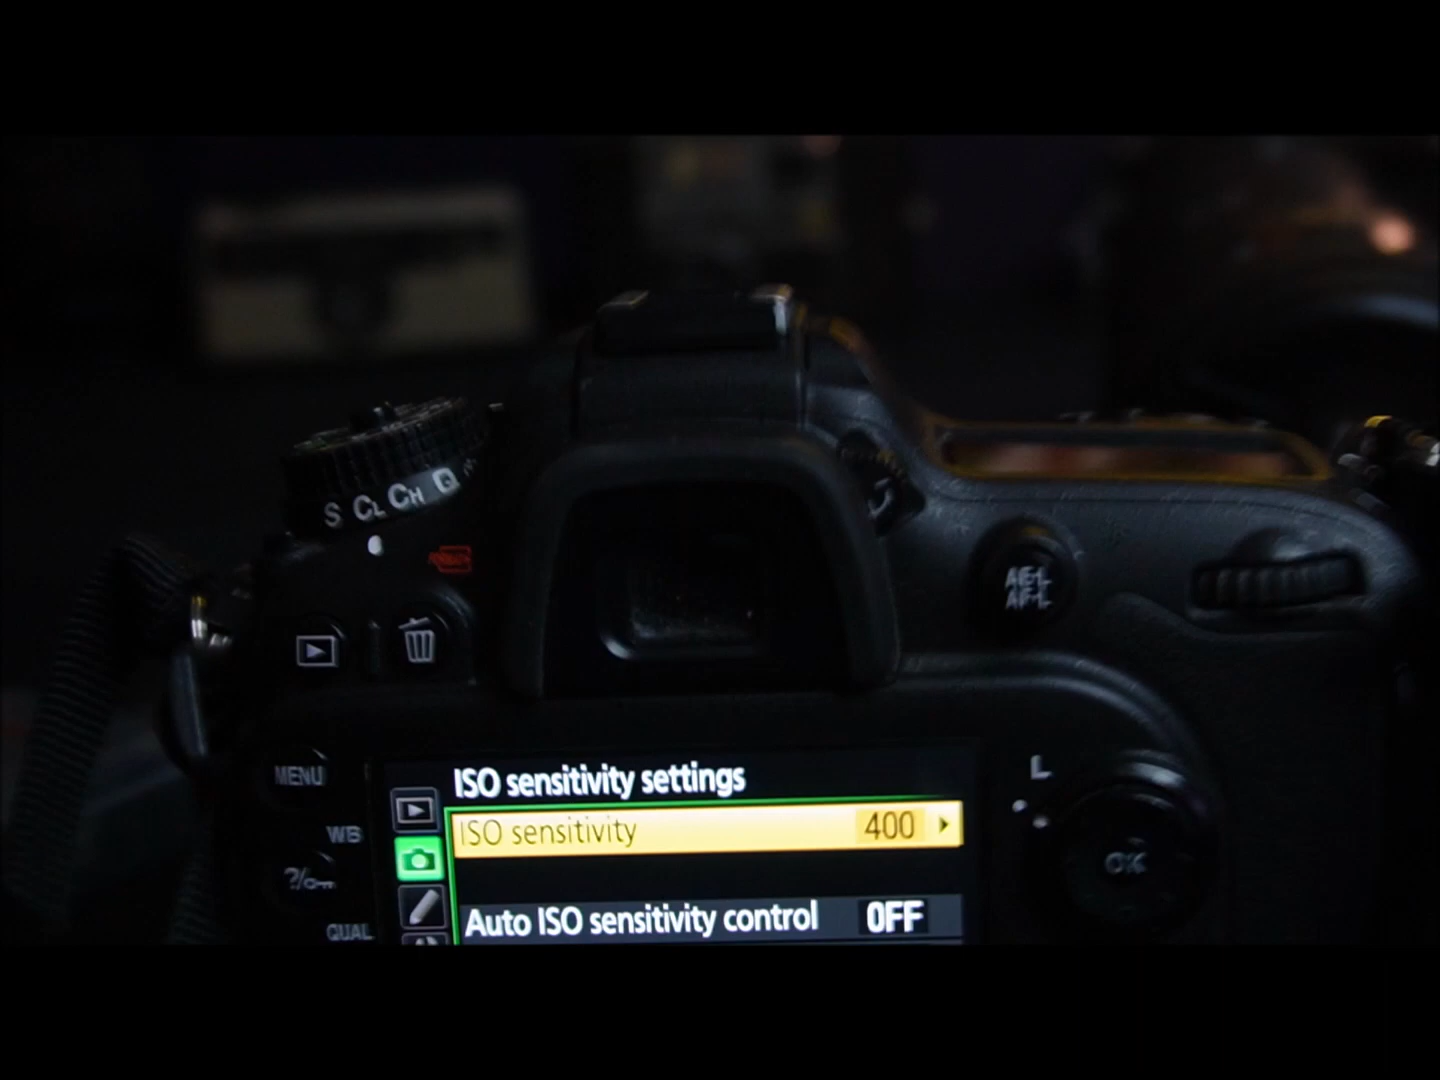 S CL CH Q
MENU
WB
?/
QUAL
AE-L
AF-L
L
OK
ISO sensitivity settings
ISO sensitivity 400
Auto ISO sensitivity control OFF